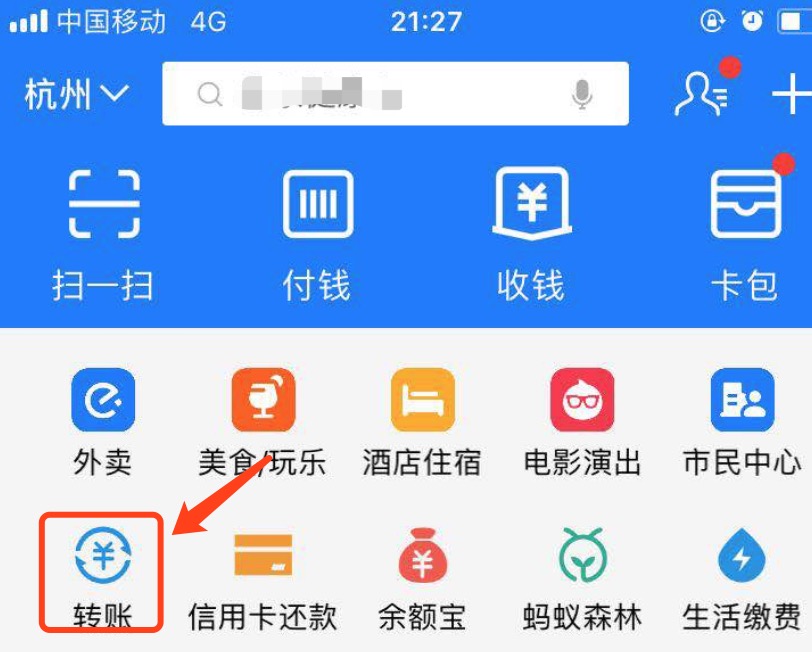 中国移动 4G 21:27
杭州
扫一扫 付钱 收钱 卡包
外卖 美食/玩乐 酒店住宿 电影演出 市民中心
转账 信用卡还款 余额宝 蚂蚁森林 生活缴费